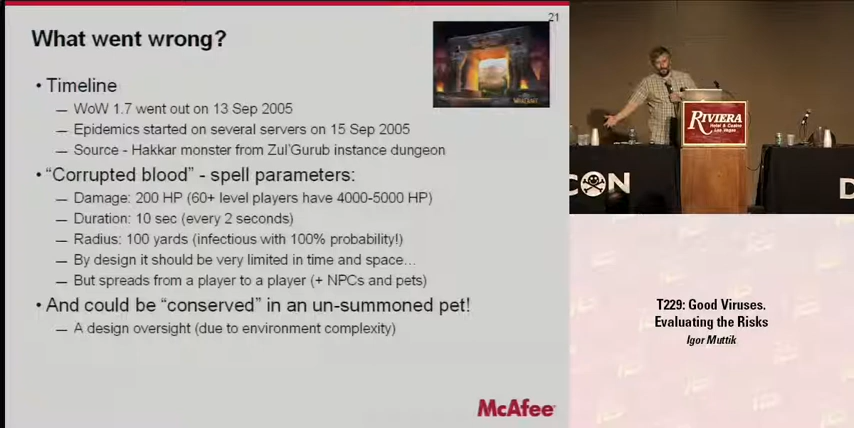 21
What went wrong?
• Timeline
— WoW 1.7 went out on 13 Sep 2005
— Epidemics started on several servers on 15 Sep 2005
— Source - Hakkar monster from Zul'Gurub instance dungeon
• "Corrupted blood" - spell parameters:
— Damage: 200 HP (60+ level players have 4000-5000 HP)
— Duration: 10 sec (every 2 seconds)
— Radius: 100 yards (infectious with 100% probability!)
— By design it should be very limited in time and space...
— But spreads from a player to a player (+ NPCs and pets)
• And could be "conserved" in an un-summoned pet!
— A design oversight (due to environment complexity)
McAfee
RIVIERA
Hotel & Casino
Las Vegas
CON
D
T229: Good Viruses.
Evaluating the Risks
Igor Muttik